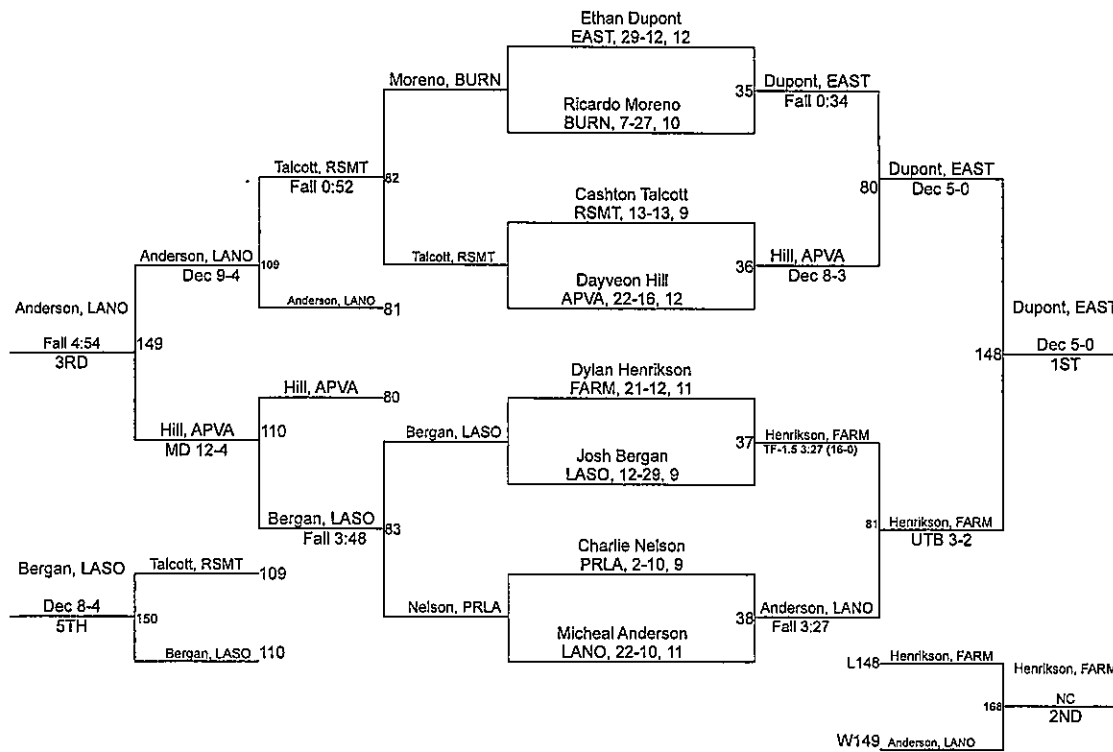 Ethan Dupont
EAST, 29-12, 12
Moreno, BURN
35
Dupont, EAST
Fall 0:34
Ricardo Moreno
BURN, 7-27, 10
Talcott, RSMT
Fall 0:52
82
80
Dupont, EAST
Dec 5-0
Cashton Talcott
RSMT, 13-13, 9
Anderson, LANO
Dec 9-4
109
Talcott, RSMT
36
Hill, APVA
Dec 8-3
Dayveon Hill
APVA, 22-16, 12
Anderson, LANO
81
Anderson, LANO
Fall 4:54
3RD
149
148
Dupont, EAST
Dec 5-0
1ST
Dylan Henrikson
FARM, 21-12, 11
Hill, APVA
80
Hill, APVA
MD 12-4
110
Bergan, LASO
37
Henrikson, FARM
TF-1.5 3:27 (16-0)
Josh Bergan
LASO, 12-29, 9
Bergan, LASO
Fall 3:48
83
81
Henrikson, FARM
UTB 3-2
Charlie Nelson
PRLA, 2-10, 9
Bergan, LASO
Dec 8-4
5TH
Talcott, RSMT
109
150
Bergan, LASO
110
Nelson, PRLA
38
Anderson, LANO
Fall 3:27
Micheal Anderson
LANO, 22-10, 11
L148
Henrikson, FARM
168
Henrikson, FARM
NC
2ND
W149
Anderson, LANO